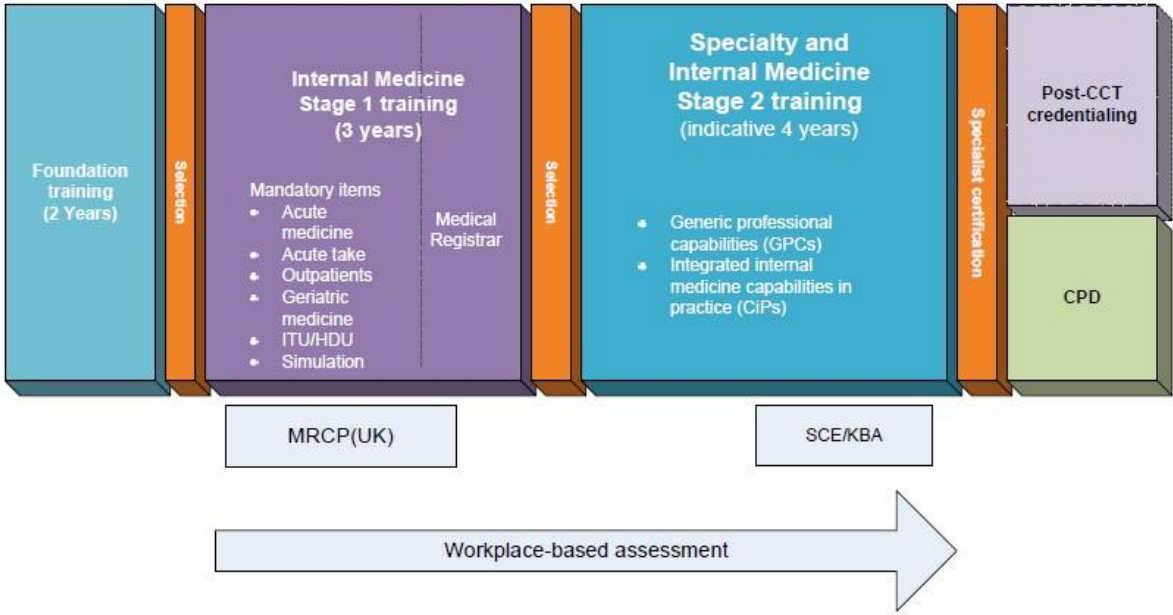 Foundation
training
(2 Years)
Selection
Internal Medicine
Stage 1 training
(3 years)
Mandatory items
Acute
medicine
Acute take
Outpatients
Geriatric
medicine
ITU/HDU
Simulation
Medical
Registrar
Selection
Specialty and
Internal Medicine
Stage 2 training
(indicative 4 years)
Generic professional
capabilities (GPCs)
Integrated internal
medicine capabilities in
practice (CiPs)
Specialist certification
Post-CCT
credentialing
CPD
MRCP(UK)
SCE/KBA
Workplace-based assessment